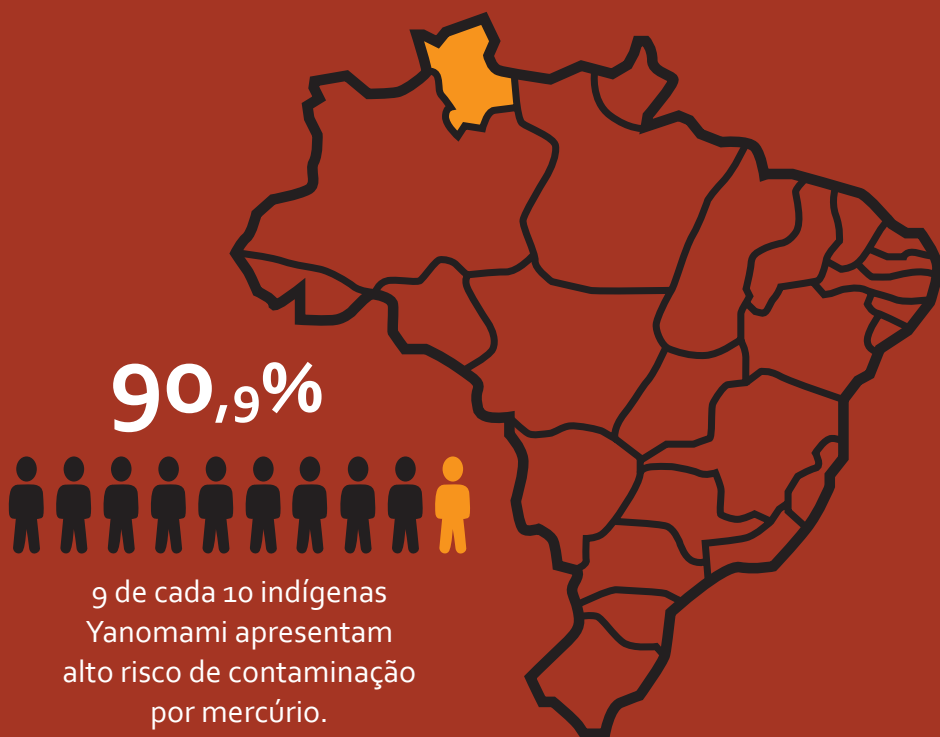 90,9%
9 de cada 10 indígenas
Yanomami apresentam
alto risco de contaminação
por mercúrio.